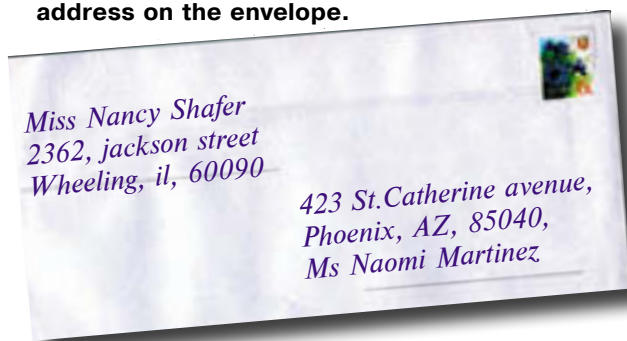 address on the envelope.
Miss Nancy Shafer
2362, jackson street
Wheeling, il, 60090
423 St.Catherine avenue,
Phoenix, AZ, 85040,
Ms Naomi Martinez